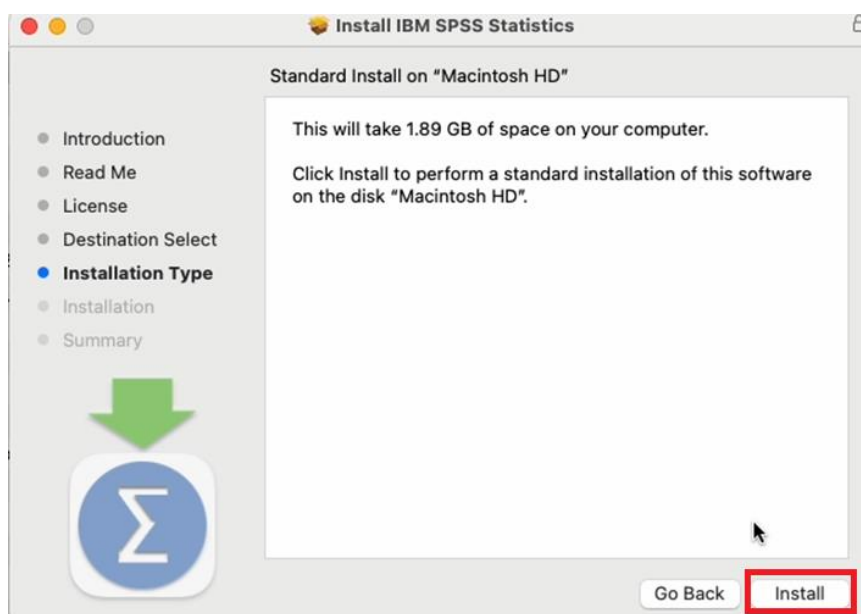 Install IBM SPSS Statistics
Standard Install on “Macintosh HD”
Introduction
Read Me
License
Destination Select
Installation Type
Installation
Summary
This will take 1.89 GB of space on your computer.
Click Install to perform a standard installation of this software
on the disk “Macintosh HD”.
Σ
Go Back
Install